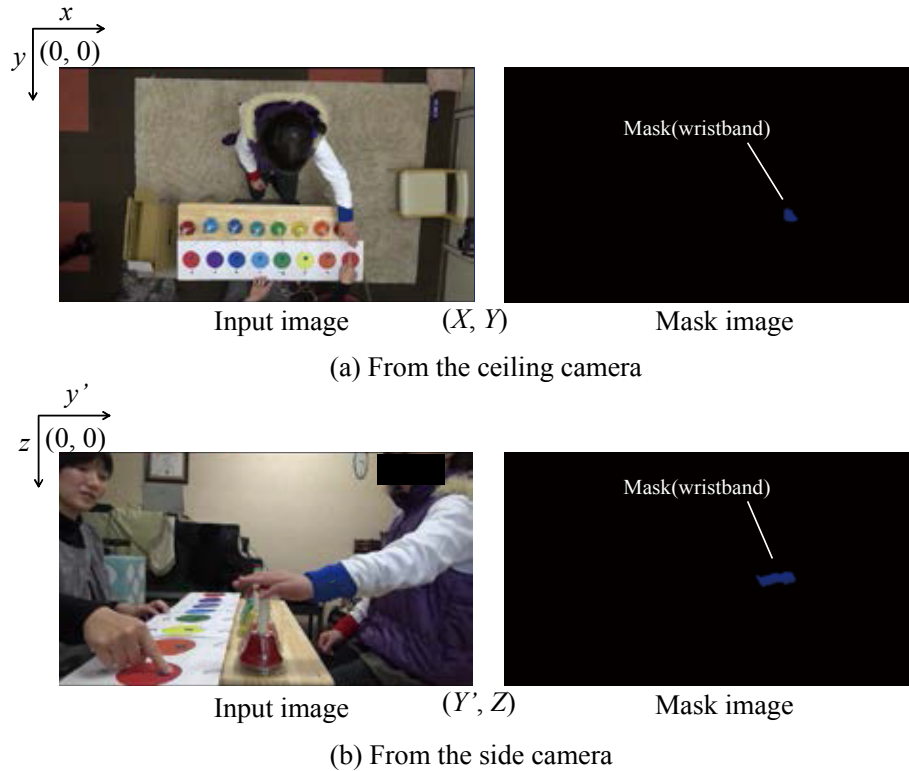 x
y
(0, 0)
Mask(wristband)
Input image
(X, Y)
Mask image
(a) From the ceiling camera
y’
z
(0, 0)
Mask(wristband)
Input image
(Y’, Z)
Mask image
(b) From the side camera